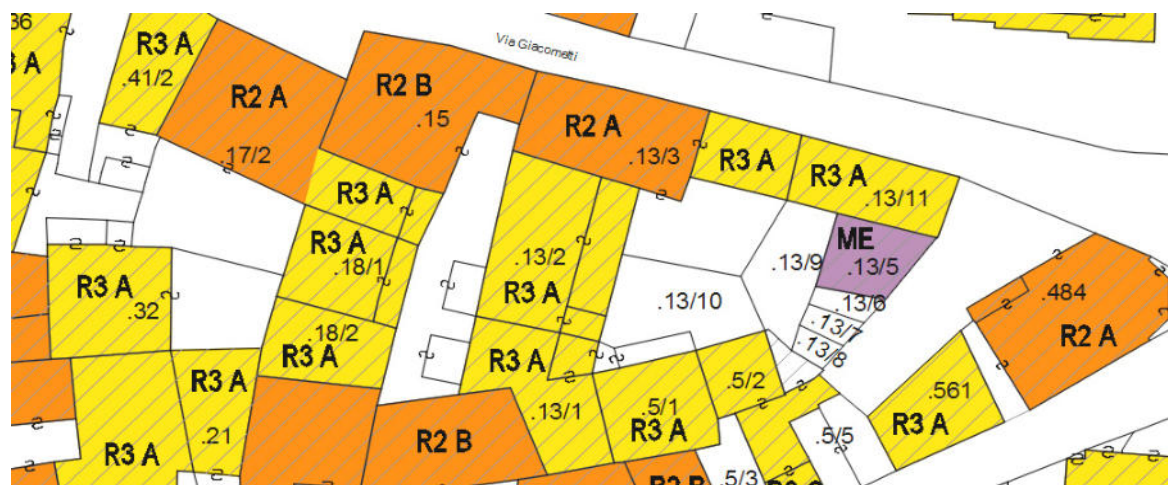 36
R3 A
.41/2
3 A
Via Giacometti
R2 A
.17/2
R2 B
.15
R2 A
.13/3
R3 A
R3 A
.13/11
R3 A
R3 A
.18/1
.13/2
R3 A
ME
.13/5
.13/9
.13/10
.13/6
.13/7
.13/8
.484
R2 A
R3 A
.32
.18/2
R3 A
R3 A
R3 A
.21
R3 A
.13/1
R2 B
.5/1
R3 A
.5/2
.561
R3 A
.5/5
.5/3
R2 B